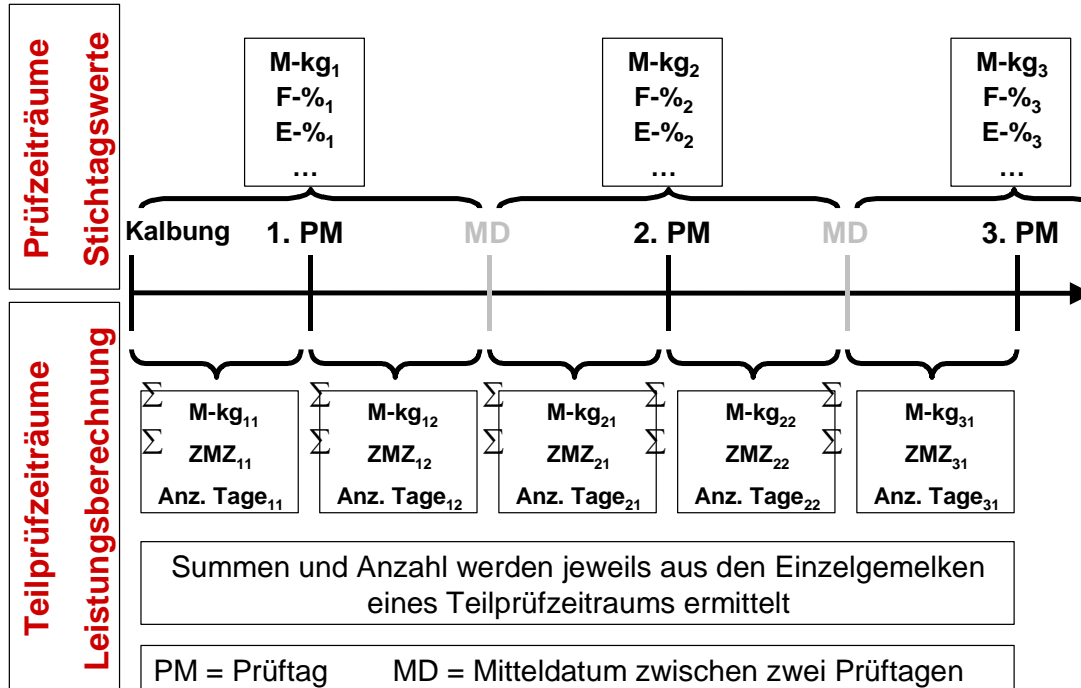 Prüfzeiträume
Stichtagswerte
M-kg₁
F-%₁
E-%₁
...
M-kg₂
F-%₂
E-%₂
...
M-kg₃
F-%₃
E-%₃
...
Kalbung 1. PM MD 2. PM MD 3. PM
Teilprüfzeiträume
Leistungsberechnung
∑ M-kg₁₁
∑ ZMZ₁₁
Anz. Tage₁₁
∑ M-kg₁₂
∑ ZMZ₁₂
Anz. Tage₁₂
∑ M-kg₂₁
∑ ZMZ₂₁
Anz. Tage₂₁
∑ M-kg₂₂
∑ ZMZ₂₂
Anz. Tage₂₂
∑ M-kg₃₁
∑ ZMZ₃₁
Anz. Tage₃₁
Summen und Anzahl werden jeweils aus den Einzelgemelken
eines Teilprüfzeitraums ermittelt
PM = Prüftag MD = Mitteldatum zwischen zwei Prüftagen